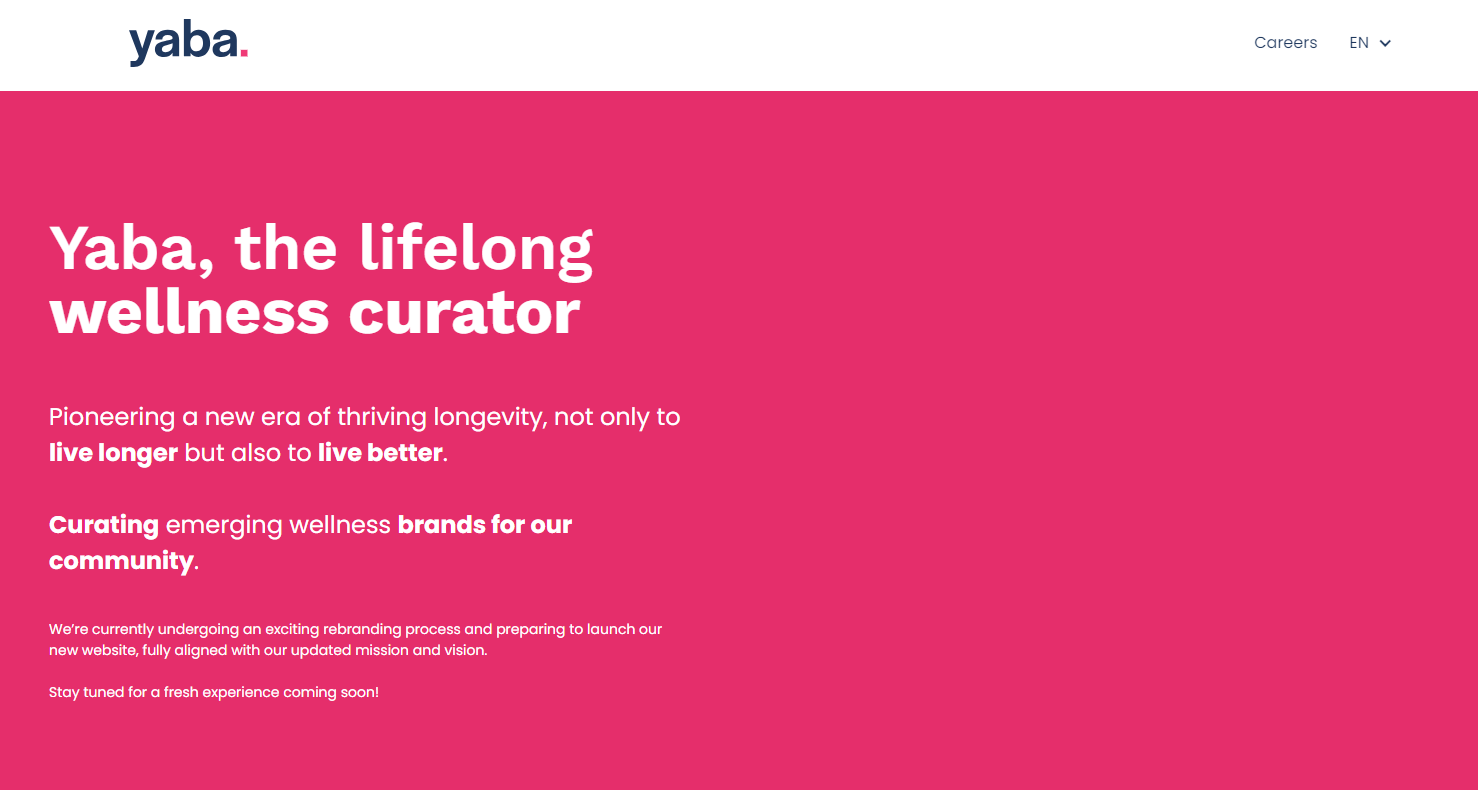 yaba.
Careers EN
Yaba, the lifelong
wellness curator
Pioneering a new era of thriving longevity, not only to
live longer but also to live better.
Curating emerging wellness brands for our
community.
We’re currently undergoing an exciting rebranding process and preparing to launch our
new website, fully aligned with our updated mission and vision.
Stay tuned for a fresh experience coming soon!